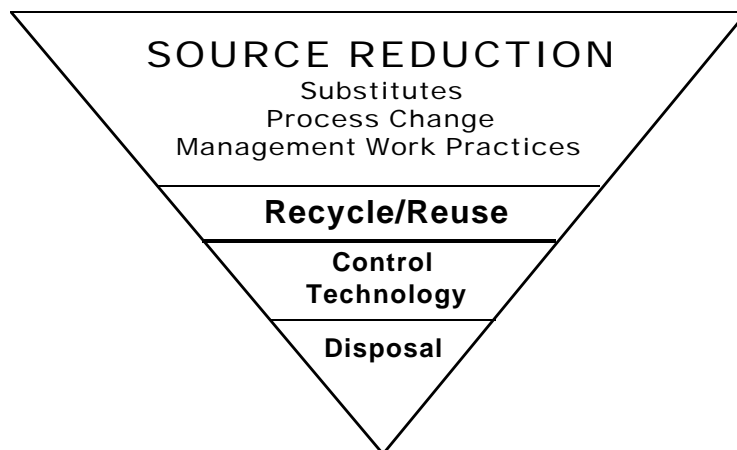 SOURCE REDUCTION
Substitutes
Process Change
Management Work Practices
Recycle/Reuse
Control
Technology
Disposal